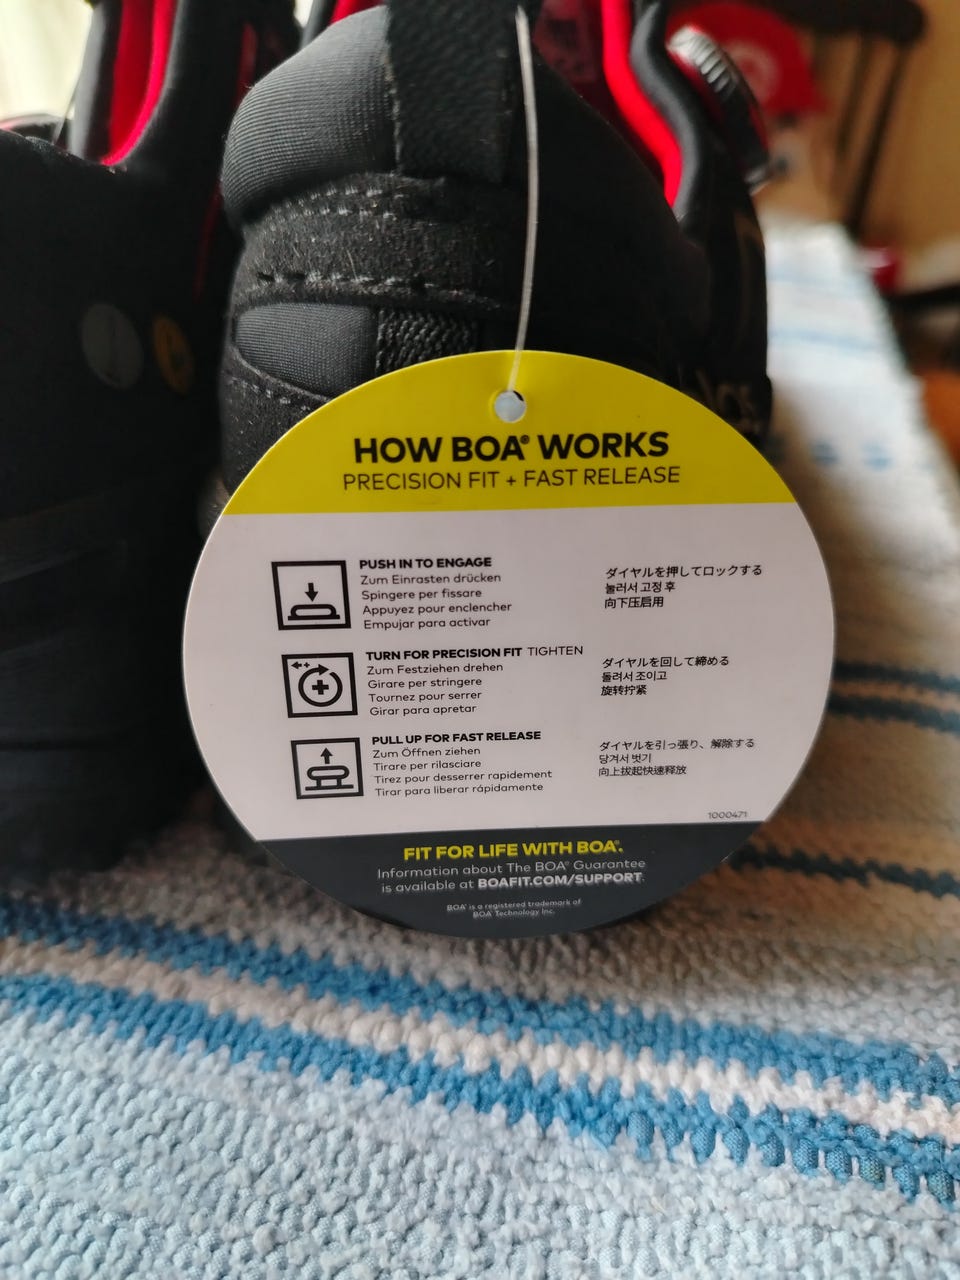 HOW BOA® WORKS
PRECISION FIT + FAST RELEASE
PUSH IN TO ENGAGE
Zum Einrasten drücken
Spingere per fissare
Appuyez pour enclencher
Empujar para activar
ダイヤルを押してロックする
눌러서 고정 후
向下压启用
TURN FOR PRECISION FIT TIGHTEN
Zum Festziehen drehen
Girare per stringere
Tournez pour serrer
Girar para apretar
ダイヤルを回して締める
돌려서 조이고
旋转拧紧
PULL UP FOR FAST RELEASE
Zum Öffnen ziehen
Tirare per rilasciare
Tirez pour desserrer rapidement
Tirar para liberar rápidamente
ダイヤルを引っ張り、解除する
당겨서 벗기
向上拔起快速释放
1000471
FIT FOR LIFE WITH BOA®.
Information about The BOA® Guarantee
is available at BOAFIT.COM/SUPPORT.
BOA® is a registered trademark of
BOA® Technology Inc.